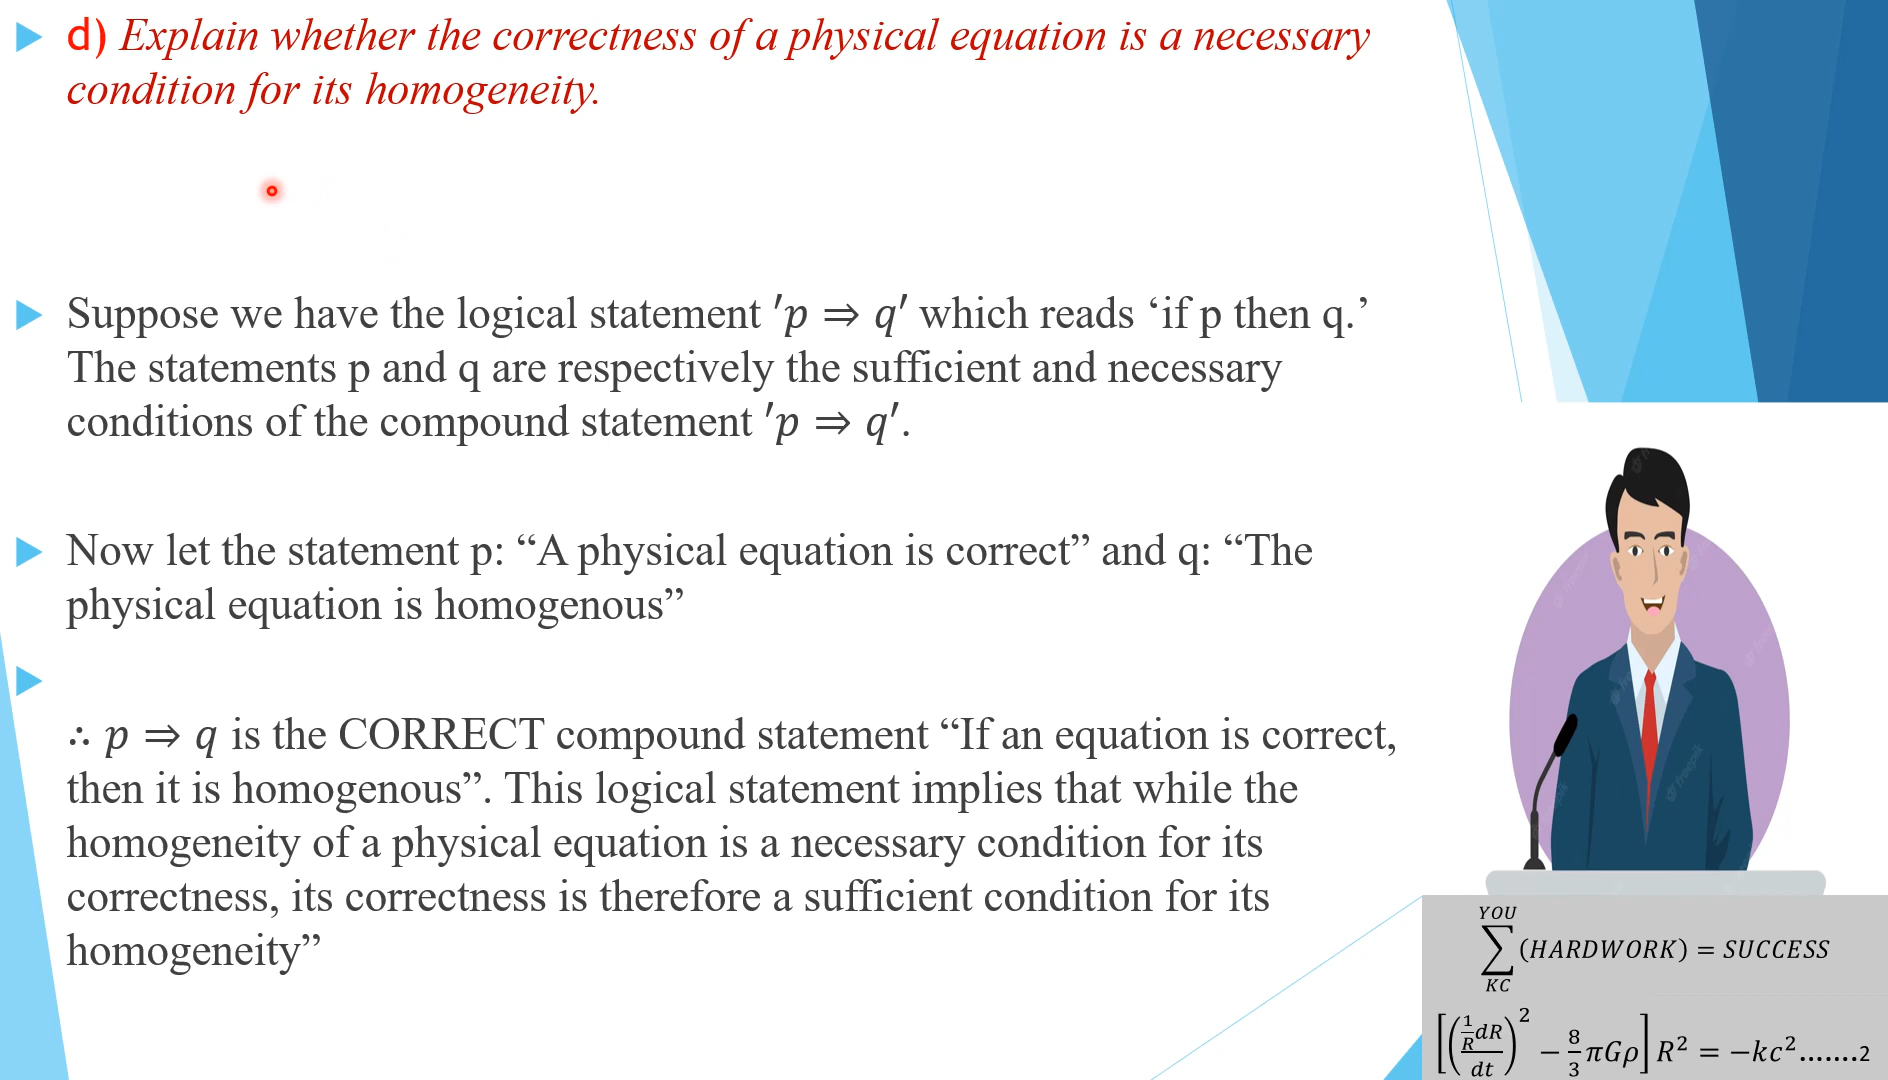 d) Explain whether the correctness of a physical equation is a necessary
condition for its homogeneity.
Suppose we have the logical statement ′p ⇒ q′ which reads ‘if p then q.’
The statements p and q are respectively the sufficient and necessary
conditions of the compound statement ′p ⇒ q′.
Now let the statement p: “A physical equation is correct” and q: “The
physical equation is homogenous”
∴ p ⇒ q is the CORRECT compound statement “If an equation is correct,
then it is homogenous”. This logical statement implies that while the
homogeneity of a physical equation is a necessary condition for its
correctness, its correctness is therefore a sufficient condition for its
homogeneity”
YOU
∑(HARDWORK) = SUCCESS
KC
[((1/R dR)/dt)² − 8/3 πGρ] R² = −kc².......2